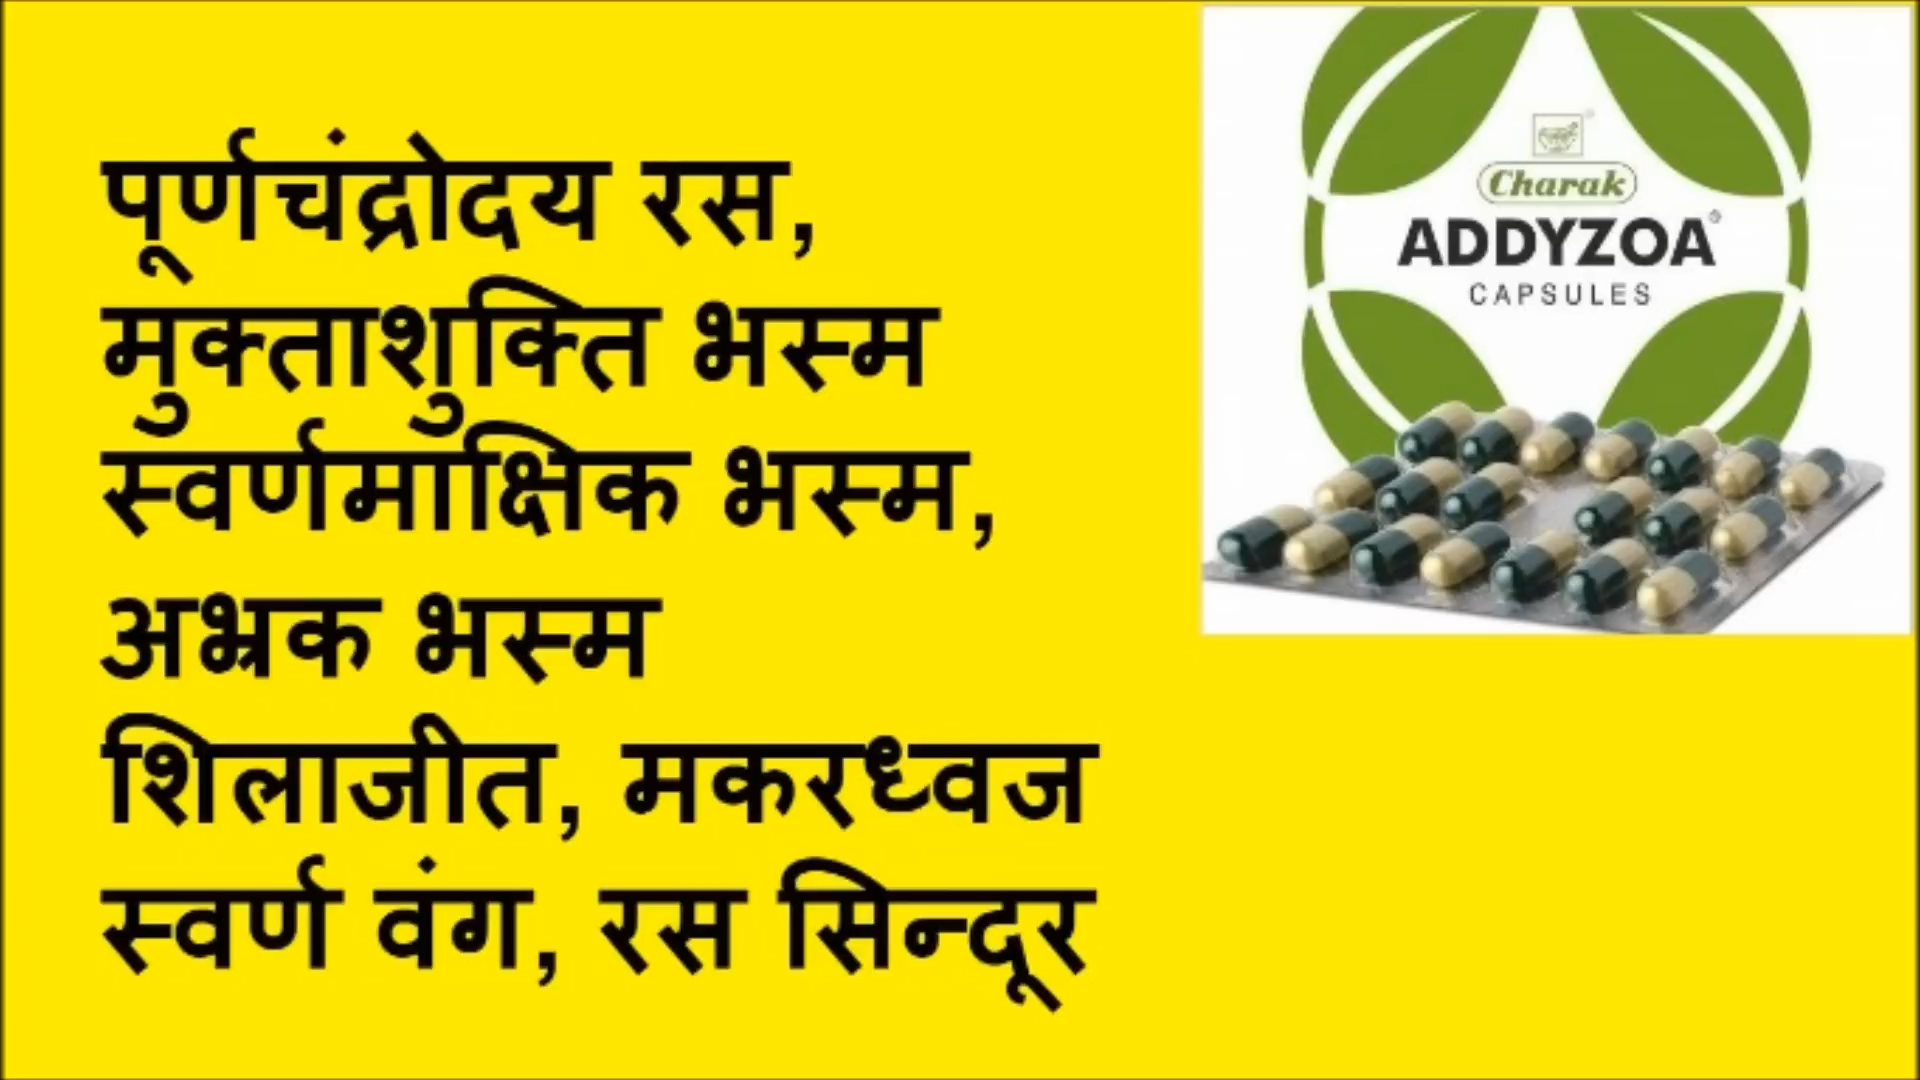 पूर्णचंद्रोदय रस,
मुक्ताशुक्ति भस्म
स्वर्णमाक्षिक भस्म,
अभ्रक भस्म
शिलाजीत, मकरध्वज
स्वर्ण वंग, रस सिन्दूर
Charak
ADDYZOA®
CAPSULES